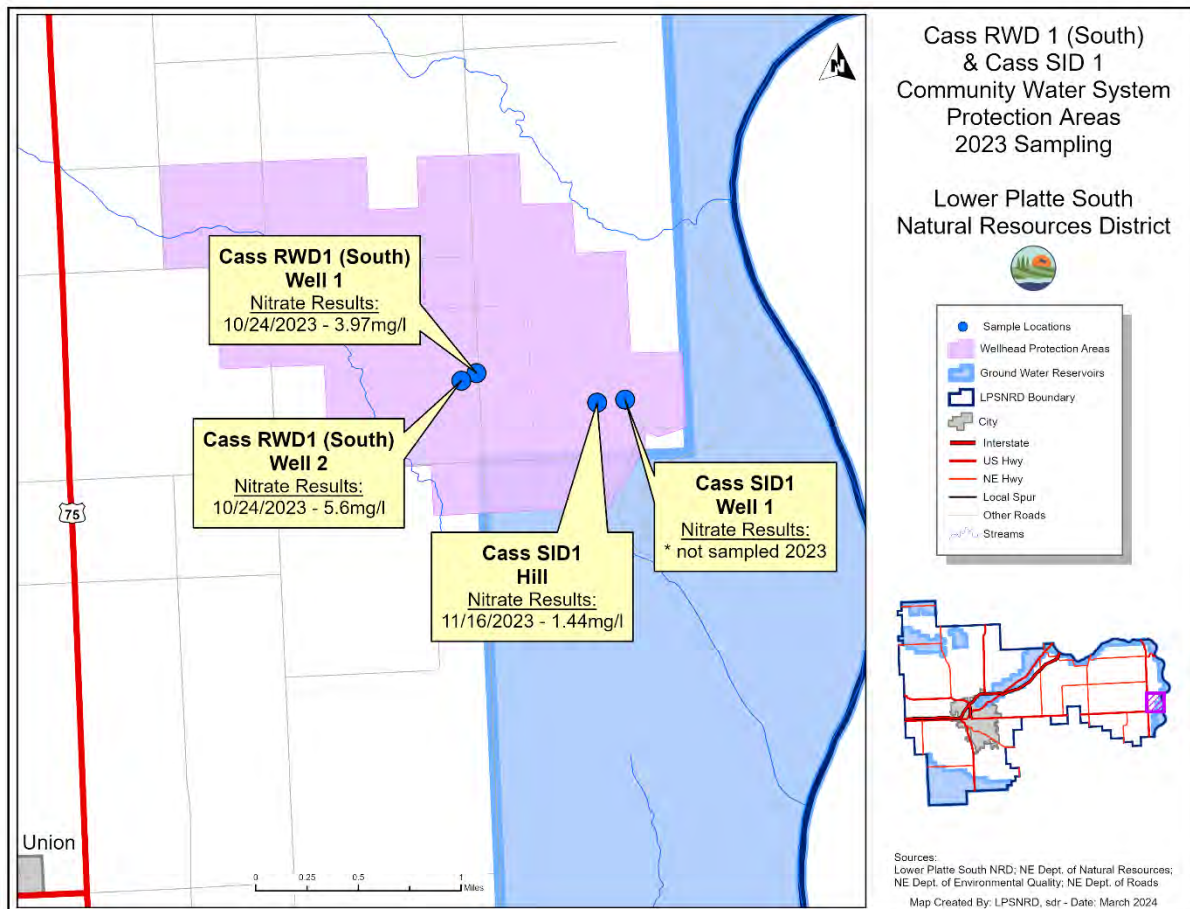 Cass RWD 1 (South)
& Cass SID 1
Community Water System
Protection Areas
2023 Sampling
Lower Platte South
Natural Resources District
N
Cass RWD1 (South)
Well 1
Nitrate Results:
10/24/2023 - 3.97mg/l
Cass RWD1 (South)
Well 2
Nitrate Results:
10/24/2023 - 5.6mg/l
Cass SID1
Hill
Nitrate Results:
11/16/2023 - 1.44mg/l
Cass SID1
Well 1
Nitrate Results:
* not sampled 2023
75
Union
0 0.25 0.5 1
Miles
Sample Locations
Wellhead Protection Areas
Ground Water Reservoirs
LPSNRD Boundary
City
Interstate
US Hwy
NE Hwy
Local Spur
Other Roads
Streams
Sources:
Lower Platte South NRD; NE Dept. of Natural Resources;
NE Dept. of Environmental Quality; NE Dept. of Roads
Map Created By: LPSNRD, sdr - Date: March 2024